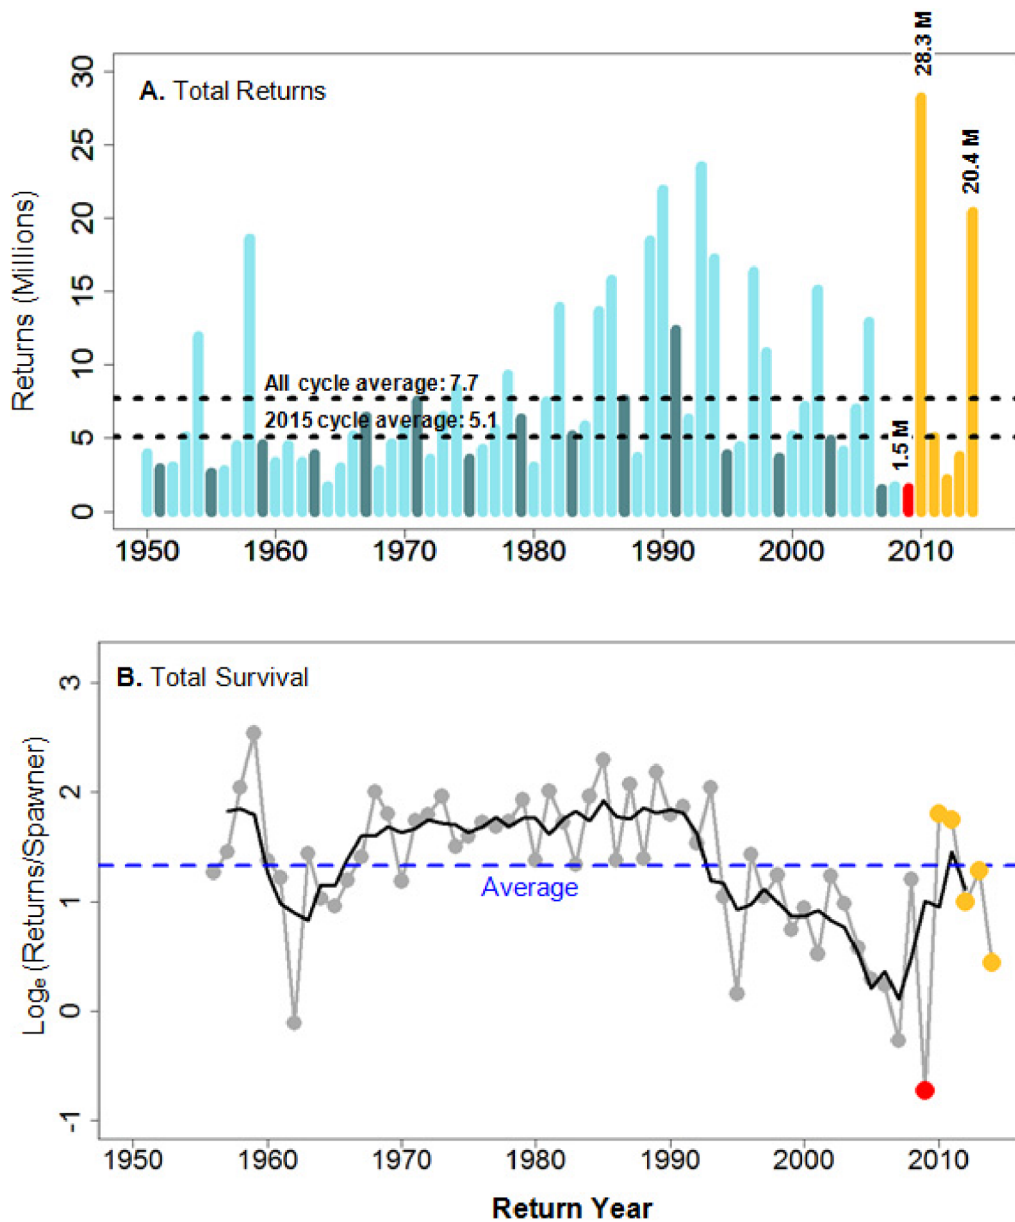 28.3 M
A. Total Returns
20.4 M
1.5 M
All cycle average: 7.7
2015 cycle average: 5.1
Returns (Millions)
30
25
20
15
10
5
0
1950 1960 1970 1980 1990 2000 2010
B. Total Survival
Average
Logₑ (Returns/Spawner)
3
2
1
0
-1
1950 1960 1970 1980 1990 2000 2010
Return Year